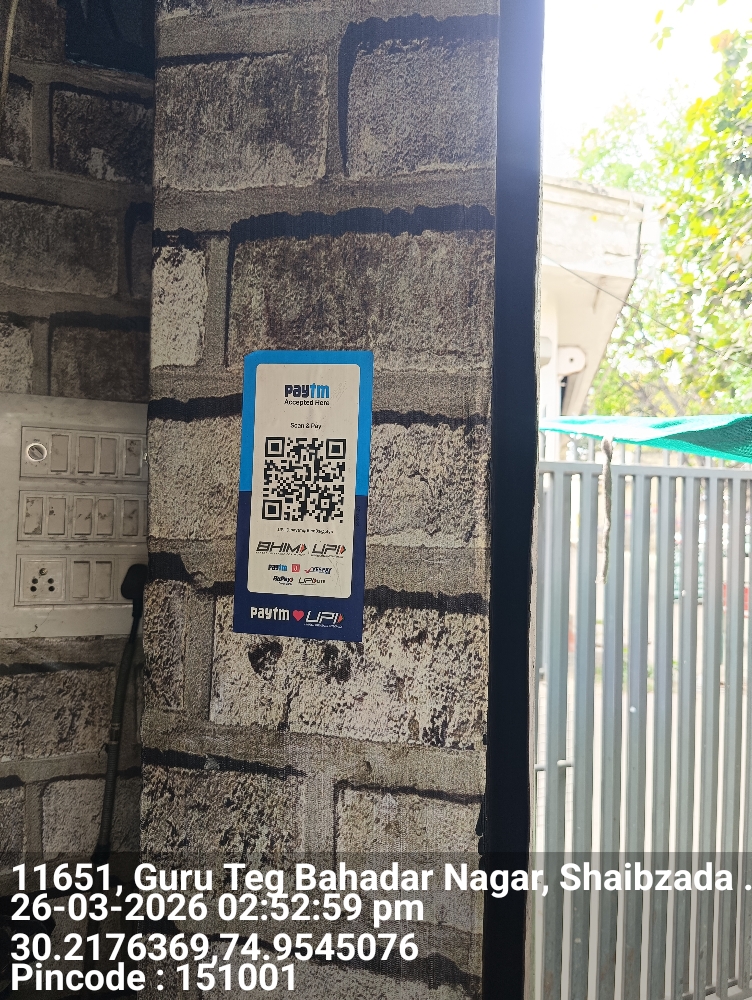 paytm
Accepted Here
Scan & Pay
BHIM UPI
paytm
paytm UPI
11651, Guru Teg Bahadar Nagar, Shaibzada .
26-03-2026 02:52:59 pm
30.2176369,74.9545076
Pincode : 151001